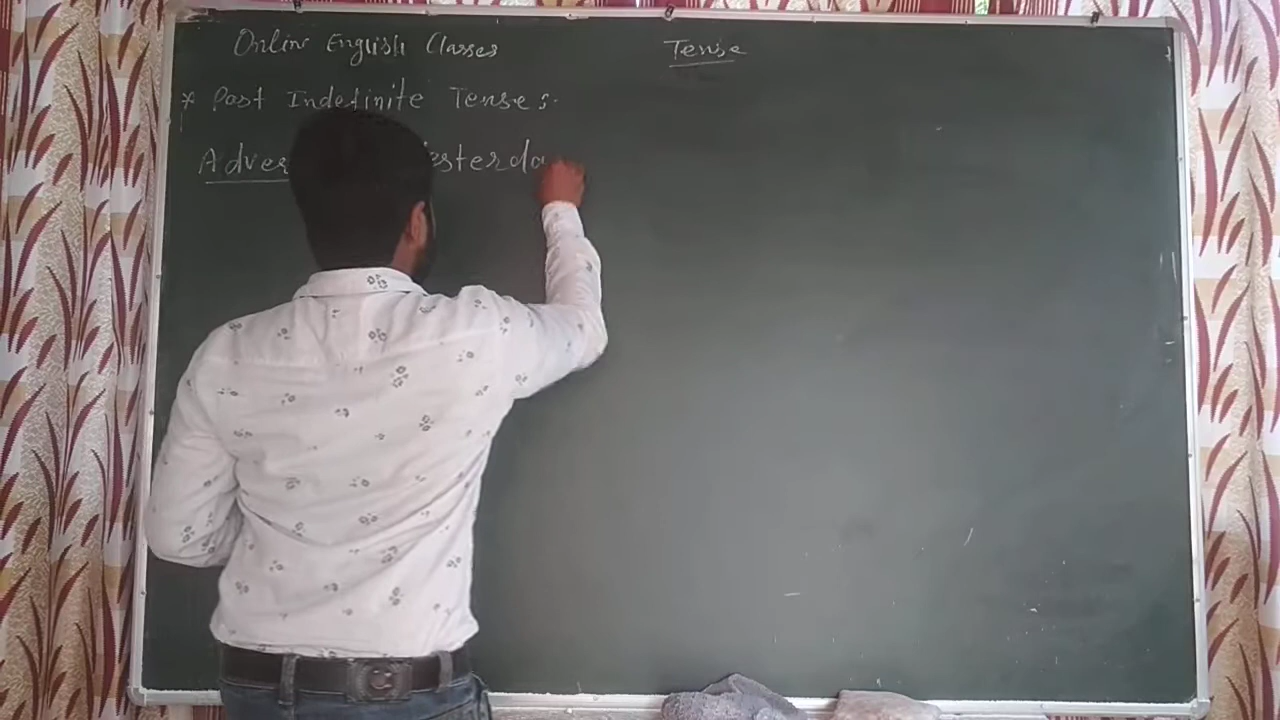 Online English Classes
Tense
* Past Indefinite Tense :-
Adver esterda